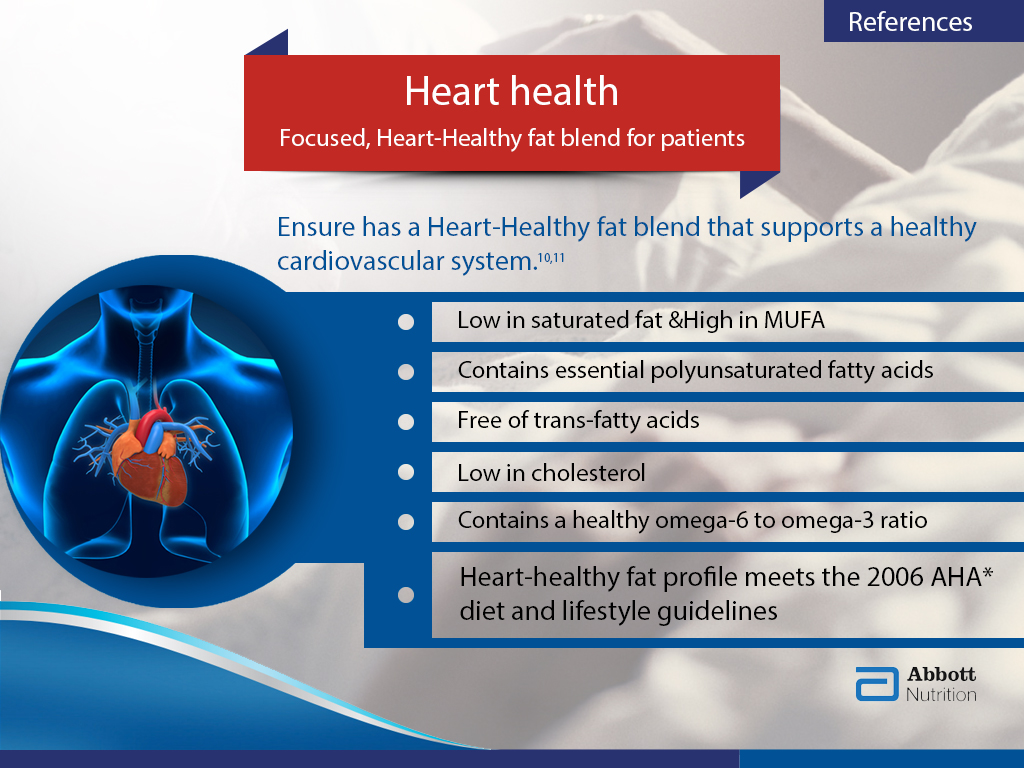 References
Heart health
Focused, Heart-Healthy fat blend for patients
Ensure has a Heart-Healthy fat blend that supports a healthy
cardiovascular system.10,11
Low in saturated fat &High in MUFA
Contains essential polyunsaturated fatty acids
Free of trans-fatty acids
Low in cholesterol
Contains a healthy omega-6 to omega-3 ratio
Heart-healthy fat profile meets the 2006 AHA*
diet and lifestyle guidelines
Abbott
Nutrition